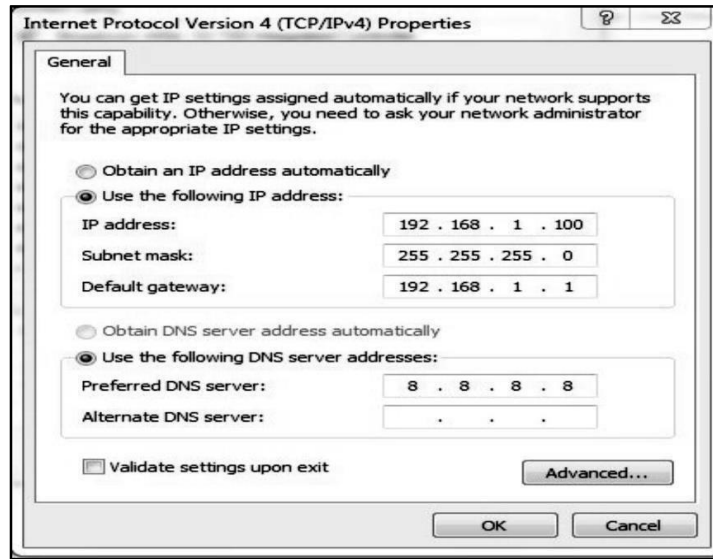 Internet Protocol Version 4 (TCP/IPv4) Properties
?
General
You can get IP settings assigned automatically if your network supports
this capability. Otherwise, you need to ask your network administrator
for the appropriate IP settings.
Obtain an IP address automatically
Use the following IP address:
IP address: 192 . 168 . 1 . 100
Subnet mask: 255 . 255 . 255 . 0
Default gateway: 192 . 168 . 1 . 1
Obtain DNS server address automatically
Use the following DNS server addresses:
Preferred DNS server: 8 . 8 . 8 . 8
Alternate DNS server: . . .
Validate settings upon exit
Advanced...
OK Cancel